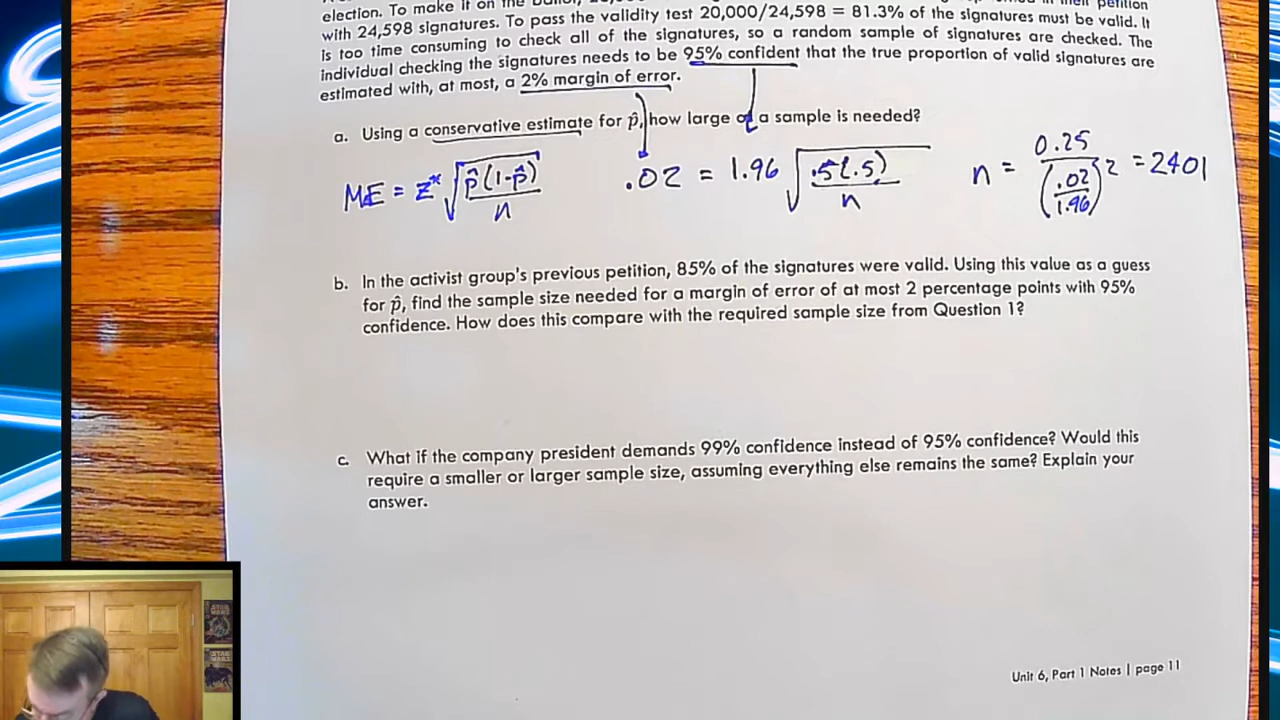 election. To make it on the
with 24,598 signatures. To pass the validity test 20,000/24,598 = 81.3% of the signatures must be valid. It
is too time consuming to check all of the signatures, so a random sample of signatures are checked. The
individual checking the signatures needs to be 95% confident that the true proportion of valid signatures are
estimated with, at most, a 2% margin of error.
a. Using a conservative estimate for p̂, how large of a sample is needed?
ME = z* √(p̂(1-p̂)/n) .02 = 1.96 √(.5(.5)/n) n = 0.25/(.02/1.96)² = 2401
b. In the activist group's previous petition, 85% of the signatures were valid. Using this value as a guess
for p̂, find the sample size needed for a margin of error of at most 2 percentage points with 95%
confidence. How does this compare with the required sample size from Question 1?
c. What if the company president demands 99% confidence instead of 95% confidence? Would this
require a smaller or larger sample size, assuming everything else remains the same? Explain your
answer.
STAR WARS
STAR WARS
Unit 6, Part 1 Notes | page 11